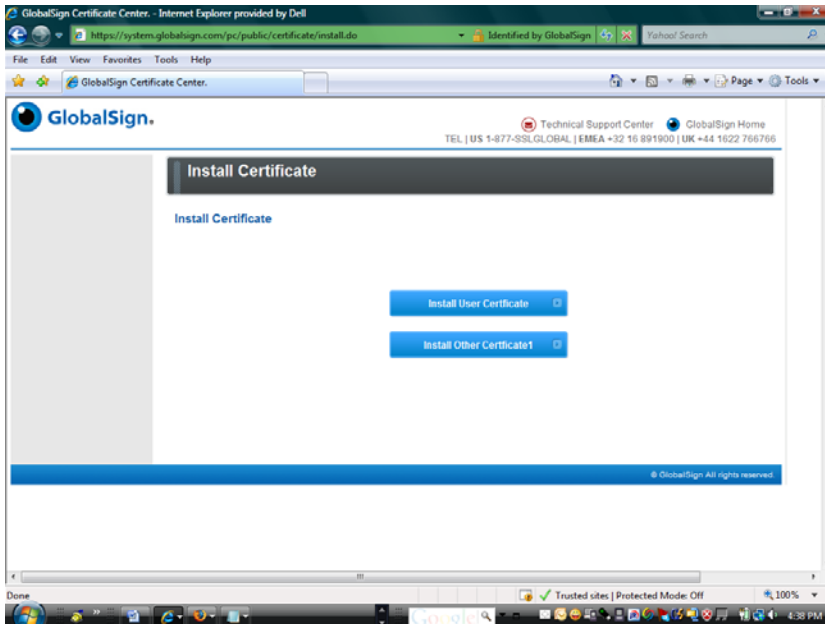 GlobalSign Certificate Center. - Internet Explorer provided by Dell
https://system.globalsign.com/pc/public/certificate/install.do
Identified by GlobalSign
Yahoo! Search
File Edit View Favorites Tools Help
GlobalSign Certificate Center.
Page Tools
GlobalSign.
Technical Support Center GlobalSign Home
TEL | US 1-877-SSLGLOBAL | EMEA +32 16 891900 | UK +44 1622 766766
Install Certificate
Install Certificate
Install User Certficate
Install Other Certficate1
© GlobalSign All rights reserved.
Done
Trusted sites | Protected Mode: Off
100%
Google
4:38 PM